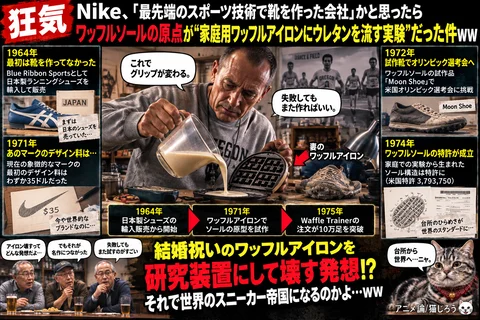 狂気
Nike、「最先端のスポーツ技術で靴を作った会社」かと思ったら
ワッフルソールの原点が“家庭用ワッフルアイロンにウレタンを流す実験”だった件ww
1964年
最初は靴を作ってなかった
Blue Ribbon Sportsとして
日本製ランニングシューズを
輸入して販売
JAPAN
まずは
日本のシューズを
売っていた…
1971年
あのマークのデザイン料は…
現在の象徴的なマークの
最初のデザイン料は
わずか35ドルだった
$35
今や世界的な
ブランドなのに…
これで
グリップが変わる。
失敗しても
また作ればいい。
OREGON
妻の
ワッフルアイロン
1972年
試作靴でオリンピック選考会へ
ワッフルソールの試作品
「Moon Shoe」で
米国オリンピック選考会に挑戦
Moon Shoe
1974年
ワッフルソールの特許が成立
家庭での実験から生まれた
ソール構造は特許に
(米国特許 3,793,750)
台所のひらめきが
世界のスタンダードに
1964年
日本製シューズの
輸入販売から開始
1971年
ワッフルアイロンで
ソールの原型を試作
1975年
Waffle Trainerの
注文が10万足を突破
アイロン壊すって
どんな発想だよ…
でもそれが
名作につながった
失敗しても
また試すのがすごい
結婚祝いのワッフルアイロンを
研究装置にして壊す発想!?
それで世界のスニーカー帝国になるのかよ…ww
台所から
世界へ…ニャ。
アニメ論/猫じろう